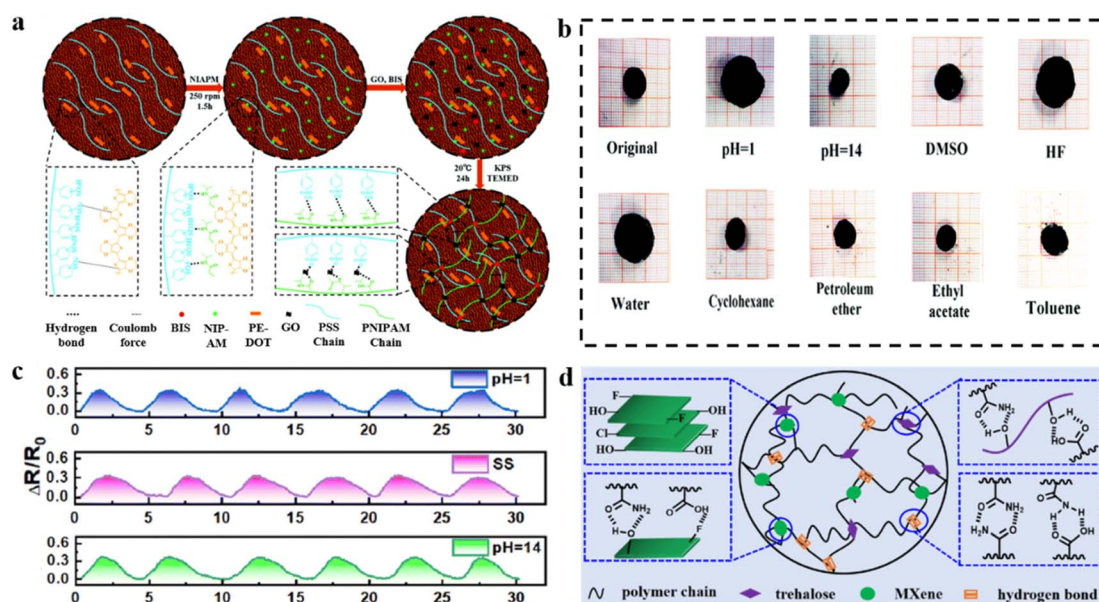 a
NIAPM
250 rpm
1.5h
GO, BIS
20℃
24h
KPS
TEMED
Hydrogen
bond
Coulomb
force
BIS
NIP-
AM
PE-
DOT
GO
PSS
Chain
PNIPAM
Chain
b
Original
pH=1
pH=14
DMSO
HF
Water
Cyclohexane
Petroleum
ether
Ethyl
acetate
Toluene
c
ΔR/R0
0.6
0.3
0.0
pH=1
0 5 10 15 20 25 30
0.6
0.3
0.0
SS
0 5 10 15 20 25 30
0.6
0.3
0.0
pH=14
0 5 10 15 20 25 30
d
F
HO
OH
F
Cl
F
HO
OH
O
NH2
H
O
O
OH
F
O
NH2
H
O
O
H
O
HO
O
NH2
H2N
O
O
N
H
H
O
OH
polymer chain
trehalose
MXene
hydrogen bond